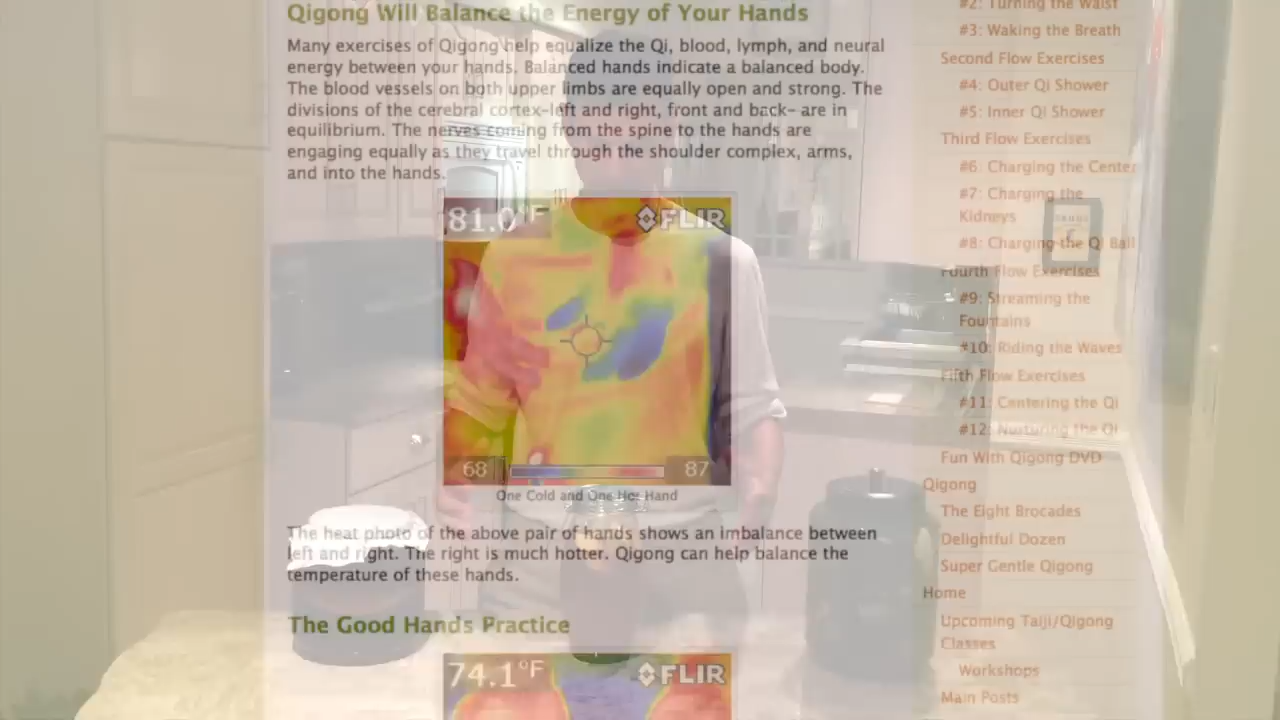 Qigong Will Balance the Energy of Your Hands
Many exercises of Qigong help equalize the Qi, blood, lymph, and neural
energy between your hands. Balanced hands indicate a balanced body.
The blood vessels on both upper limbs are equally open and strong. The
divisions of the cerebral cortex-left and right, front and back- are in
equilibrium. The nerves coming from the spine to the hands are
engaging equally as they travel through the shoulder complex, arms,
and into the hands.
81.0°F
FLIR
68
87
One Cold and One Hot Hand
The heat photo of the above pair of hands shows an imbalance between
left and right. The right is much hotter. Qigong can help balance the
temperature of these hands.
The Good Hands Practice
74.1°F
FLIR
#2: Turning the Waist
#3: Waking the Breath
Second Flow Exercises
#4: Outer Qi Shower
#5: Inner Qi Shower
Third Flow Exercises
#6: Charging the Center
#7: Charging the
Kidneys
#8: Charging the Qi Ball
Fourth Flow Exercises
#9: Streaming the
Fountains
#10: Riding the Waves
Fifth Flow Exercises
#11: Centering the Qi
#12: Nurturing the Qi
Fun With Qigong DVD
Qigong
The Eight Brocades
Delightful Dozen
Super Gentle Qigong
Home
Upcoming Taiji/Qigong
Classes
Workshops
Main Posts